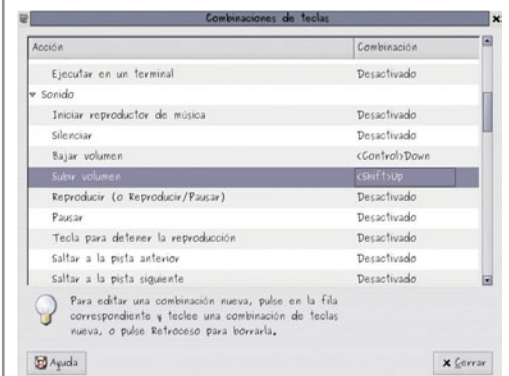 Combinaciones de teclas
Acción Combinación
Ejecutar en un terminal Desactivado
Sonido
Iniciar reproductor de música Desactivado
Silenciar Desactivado
Bajar volumen <Control>Down
Subir volumen <Shift>Up
Reproducir (o Reproducir/Pausar) Desactivado
Pausar Desactivado
Tecla para detener la reproducción Desactivado
Saltar a la pista anterior Desactivado
Saltar a la pista siguiente Desactivado
Para editar una combinación nueva, pulse en la fila
correspondiente y teclee una combinación de teclas
nueva, o pulse Retroceso para borrarla.
Ayuda Cerrar